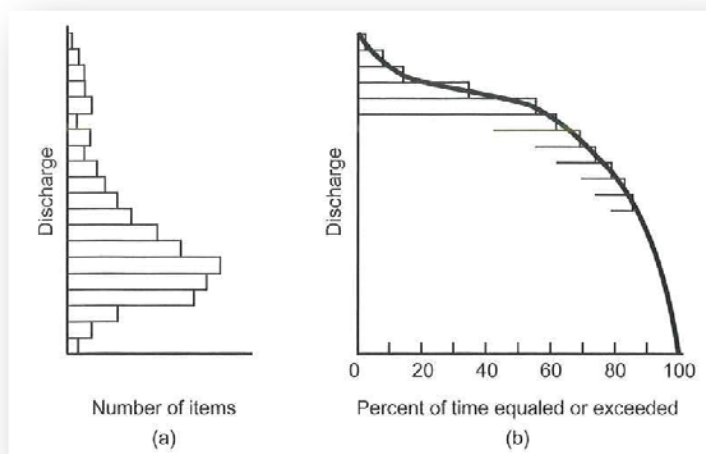 Discharge
Number of items
(a)
Discharge
0 20 40 60 80 100
Percent of time equaled or exceeded
(b)